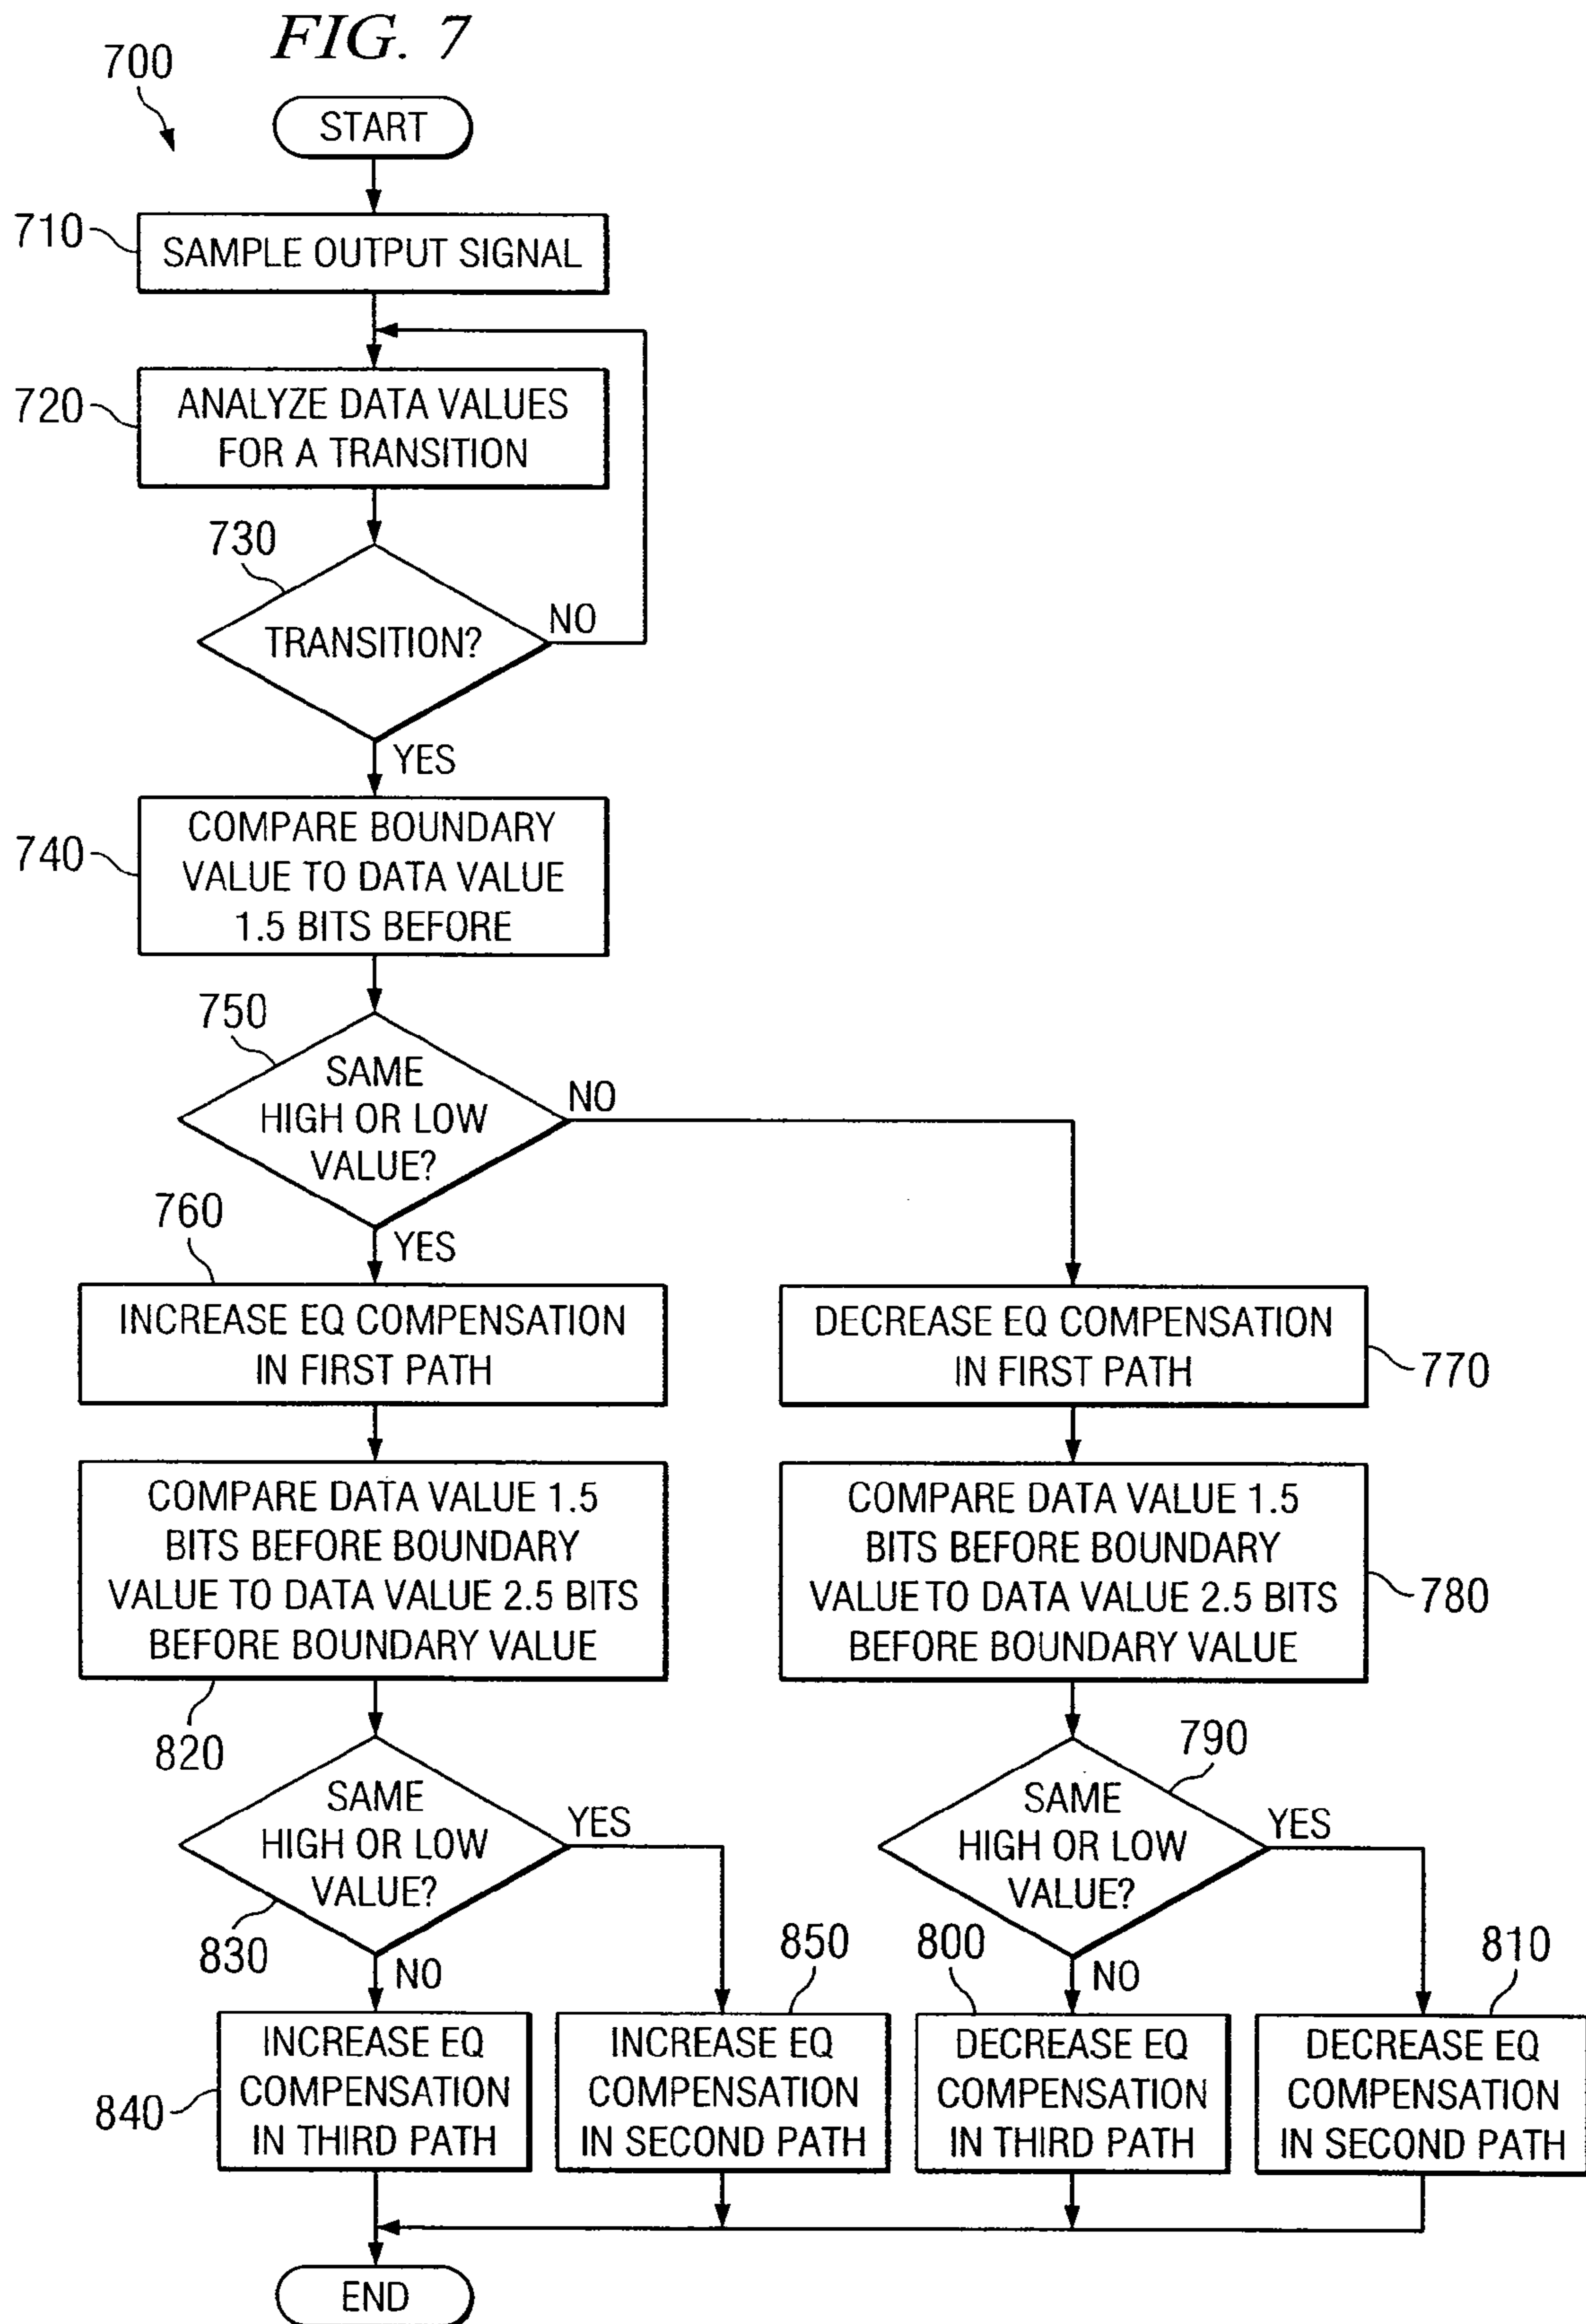 FIG. 7
700
START
710
SAMPLE OUTPUT SIGNAL
720
ANALYZE DATA VALUES
FOR A TRANSITION
730
TRANSITION?
NO
YES
740
COMPARE BOUNDARY
VALUE TO DATA VALUE
1.5 BITS BEFORE
750
SAME
HIGH OR LOW
VALUE?
NO
YES
760
INCREASE EQ COMPENSATION
IN FIRST PATH
DECREASE EQ COMPENSATION
IN FIRST PATH
770
COMPARE DATA VALUE 1.5
BITS BEFORE BOUNDARY
VALUE TO DATA VALUE 2.5 BITS
BEFORE BOUNDARY VALUE
820
COMPARE DATA VALUE 1.5
BITS BEFORE BOUNDARY
VALUE TO DATA VALUE 2.5 BITS
BEFORE BOUNDARY VALUE
780
SAME
HIGH OR LOW
VALUE?
830
YES
NO
790
SAME
HIGH OR LOW
VALUE?
YES
NO
840
INCREASE EQ
COMPENSATION
IN THIRD PATH
850
INCREASE EQ
COMPENSATION
IN SECOND PATH
800
DECREASE EQ
COMPENSATION
IN THIRD PATH
810
DECREASE EQ
COMPENSATION
IN SECOND PATH
END